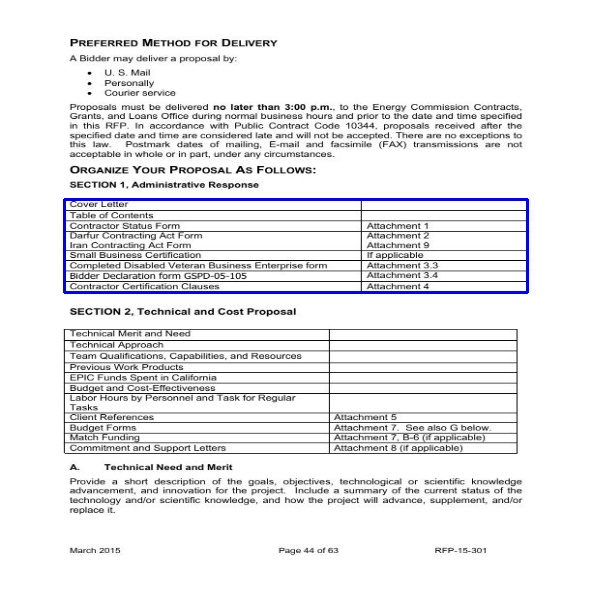 PREFERRED METHOD FOR DELIVERY
A Bidder may deliver a proposal by:
• U. S. Mail
• Personally
• Courier service
Proposals must be delivered no later than 3:00 p.m., to the Energy Commission Contracts,
Grants, and Loans Office during normal business hours and prior to the date and time specified
in this RFP. In accordance with Public Contract Code 10344, proposals received after the
specified date and time are considered late and will not be accepted. There are no exceptions to
this law. Postmark dates of mailing, E-mail and facsimile (FAX) transmissions are not
acceptable in whole or in part, under any circumstances.
ORGANIZE YOUR PROPOSAL AS FOLLOWS:
SECTION 1, Administrative Response
Cover Letter
Table of Contents
Contractor Status Form Attachment 1
Darfur Contracting Act Form Attachment 2
Iran Contracting Act Form Attachment 9
Small Business Certification If applicable
Completed Disabled Veteran Business Enterprise form Attachment 3.3
Bidder Declaration form GSPD-05-105 Attachment 3.4
Contractor Certification Clauses Attachment 4
SECTION 2, Technical and Cost Proposal
Technical Merit and Need
Technical Approach
Team Qualifications, Capabilities, and Resources
Previous Work Products
EPIC Funds Spent in California
Budget and Cost-Effectiveness
Labor Hours by Personnel and Task for Regular
Tasks
Client References Attachment 5
Budget Forms Attachment 7. See also G below.
Match Funding Attachment 7, B-6 (if applicable)
Commitment and Support Letters Attachment 8 (if applicable)
A. Technical Need and Merit
Provide a short description of the goals, objectives, technological or scientific knowledge
advancement, and innovation for the project. Include a summary of the current status of the
technology and/or scientific knowledge, and how the project will advance, supplement, and/or
replace it.
March 2015 Page 44 of 63 RFP-15-301